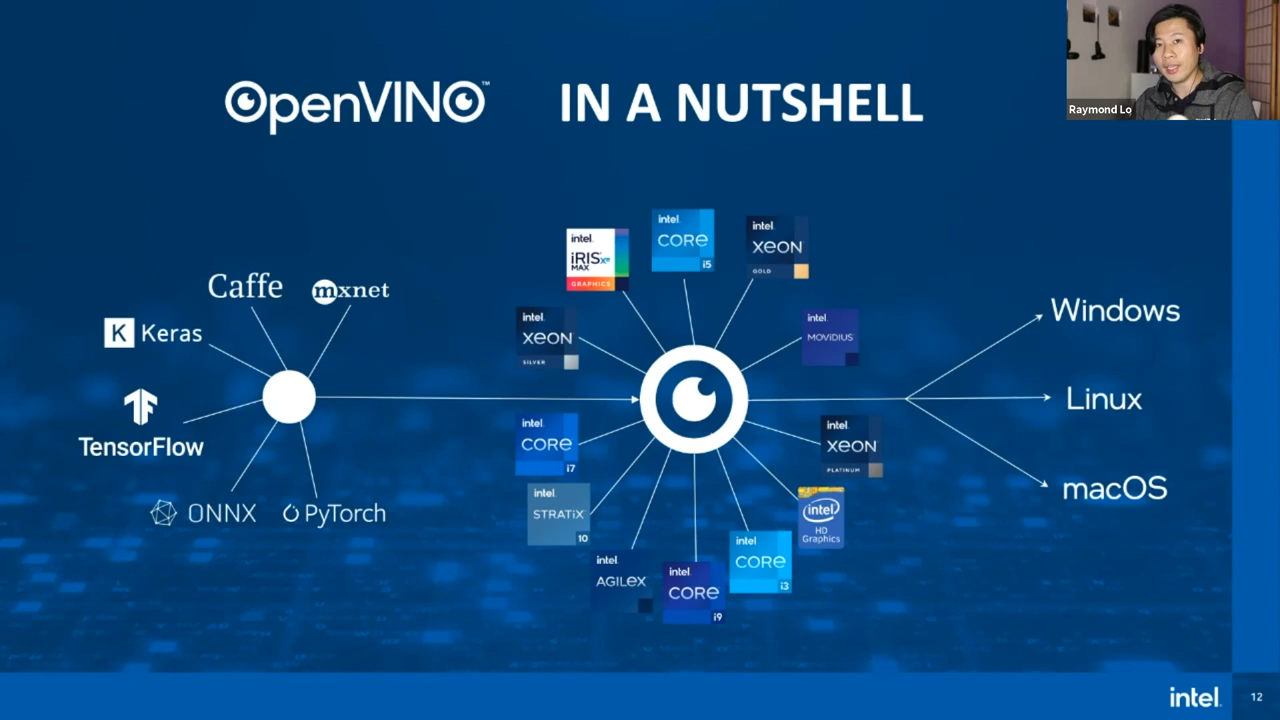 OpenVINO™ IN A NUTSHELL
Raymond Lo
Caffe
mxnet
K Keras
TensorFlow
ONNX
PyTorch
intel.
iRIS Xe
MAX
GRAPHICS
intel.
CORE
i5
intel.
XEON
GOLD
intel.
XEON
SILVER
intel.
MOVIDIUS
intel.
CORE
i7
intel.
XEON
PLATINUM
intel.
STRATIX
10
intel
HD
Graphics
intel.
AGILEX
intel.
CORE
i9
intel.
CORE
i3
Windows
Linux
macOS
intel.
12